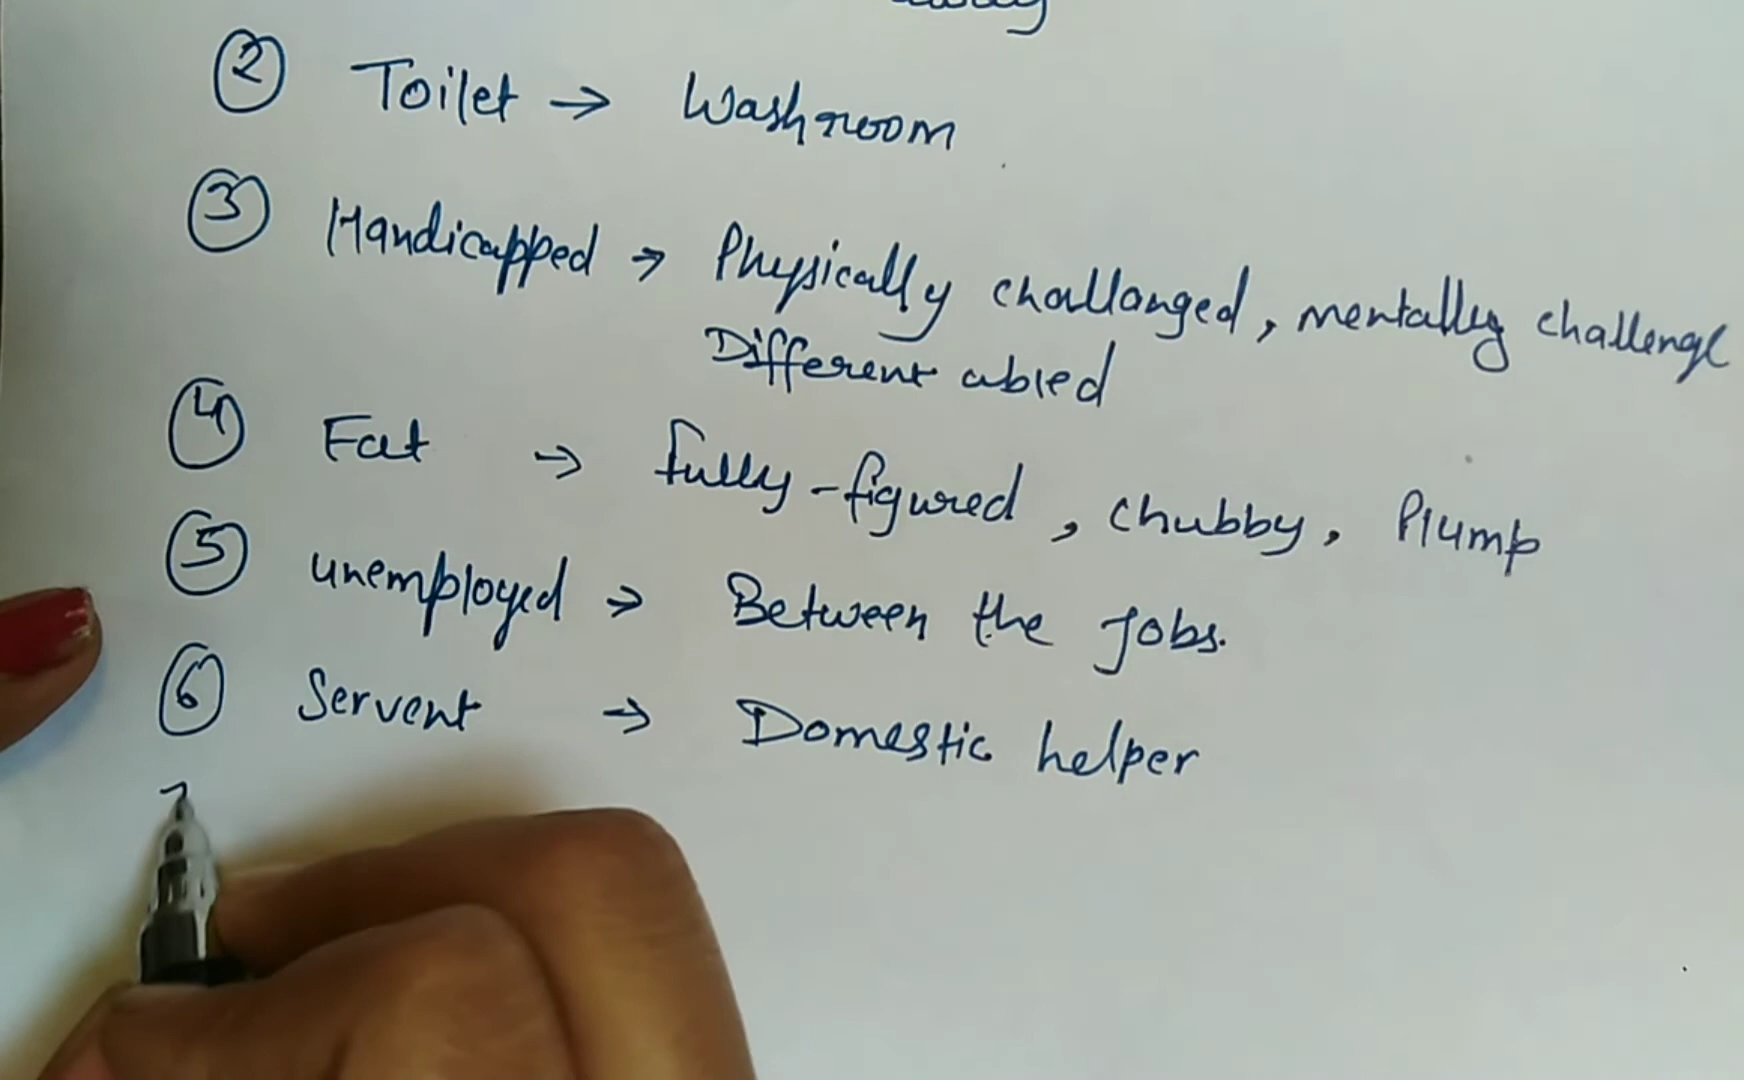 ② Toilet → Washroom
③ Handicapped → Physically challanged, mentally challenge
Different abled
④ Fat → fully-figured, chubby, Plump
⑤ unemployed → Between the jobs.
⑥ Servent → Domestic helper